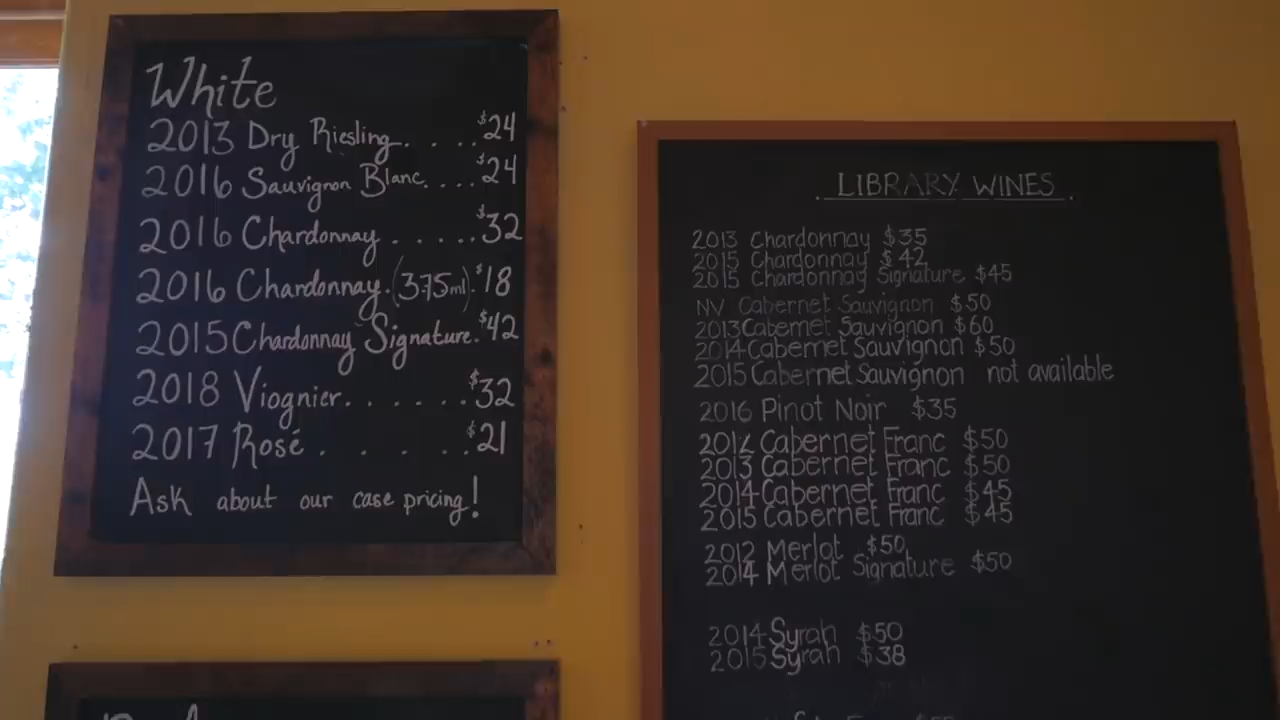 White
2013 Dry Riesling. . . . . $24
2016 Sauvignon Blanc. . . . $24
2016 Chardonnay . . . . . $32
2016 Chardonnay. (375ml). $18
2015 Chardonnay Signature. $42
2018 Viognier. . . . . . $32
2017 Rosé . . . . . . $21
Ask about our case pricing!
LIBRARY WINES
2013 Chardonnay $35
2015 Chardonnay $42
2015 Chardonnay Signature $45
NV Cabernet Sauvignon $50
2013 Cabernet Sauvignon $60
2014 Cabernet Sauvignon $50
2015 Cabernet Sauvignon not available
2016 Pinot Noir $35
2012 Cabernet Franc $50
2013 Cabernet Franc $50
2014 Cabernet Franc $45
2015 Cabernet Franc $45
2012 Merlot $50
2014 Merlot Signature $50
2014 Syrah $50
2015 Syrah $38